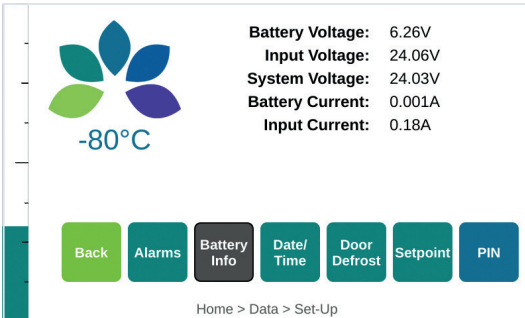 Battery Voltage: 6.26V
Input Voltage: 24.06V
System Voltage: 24.03V
Battery Current: 0.001A
Input Current: 0.18A
-80°C
Back
Alarms
Battery
Info
Date/
Time
Door
Defrost
Setpoint
PIN
Home > Data > Set-Up